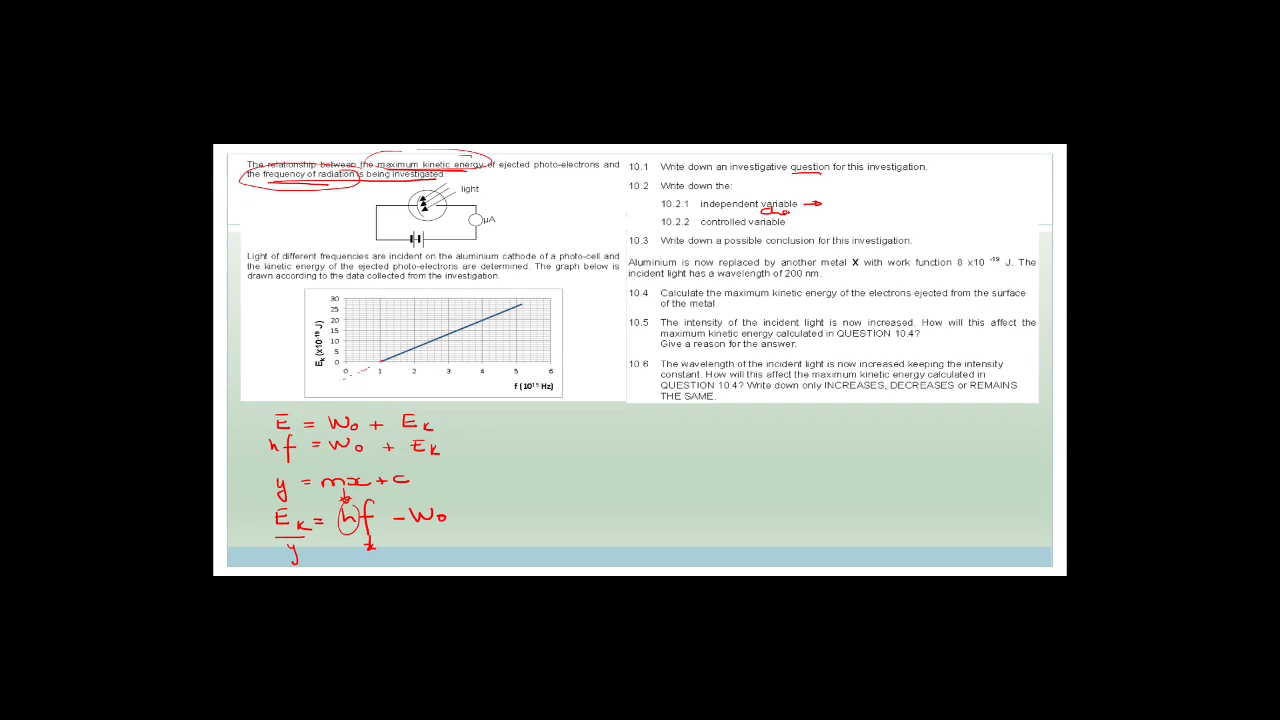 The relationship between the maximum kinetic energy of ejected photo-electrons and
the frequency of radiation is being investigated
light
μA
Light of different frequencies are incident on the aluminium cathode of a photo-cell and
the kinetic energy of the ejected photo-electrons are determined. The graph below is
drawn according to the data collected from the investigation.
30
25
20
15
10
5
0
Eₖ (x10⁻¹⁹ J)
0 1 2 3 4 5 6
f (10¹⁵ Hz)
E = W₀ + Eₖ
hf = W₀ + Eₖ
y = mx + c
Eₖ = hf - W₀
y x
10.1 Write down an investigative question for this investigation.
10.2 Write down the:
10.2.1 independent variable →
10.2.2 controlled variable
10.3 Write down a possible conclusion for this investigation.
Aluminium is now replaced by another metal X with work function 8 x10 ⁻¹⁹ J. The
incident light has a wavelength of 200 nm.
10.4 Calculate the maximum kinetic energy of the electrons ejected from the surface
of the metal.
10.5 The intensity of the incident light is now increased. How will this affect the
maximum kinetic energy calculated in QUESTION 10.4?
Give a reason for the answer.
10.6 The wavelength of the incident light is now increased keeping the intensity
constant. How will this affect the maximum kinetic energy calculated in
QUESTION 10.4? Write down only INCREASES, DECREASES or REMAINS
THE SAME.